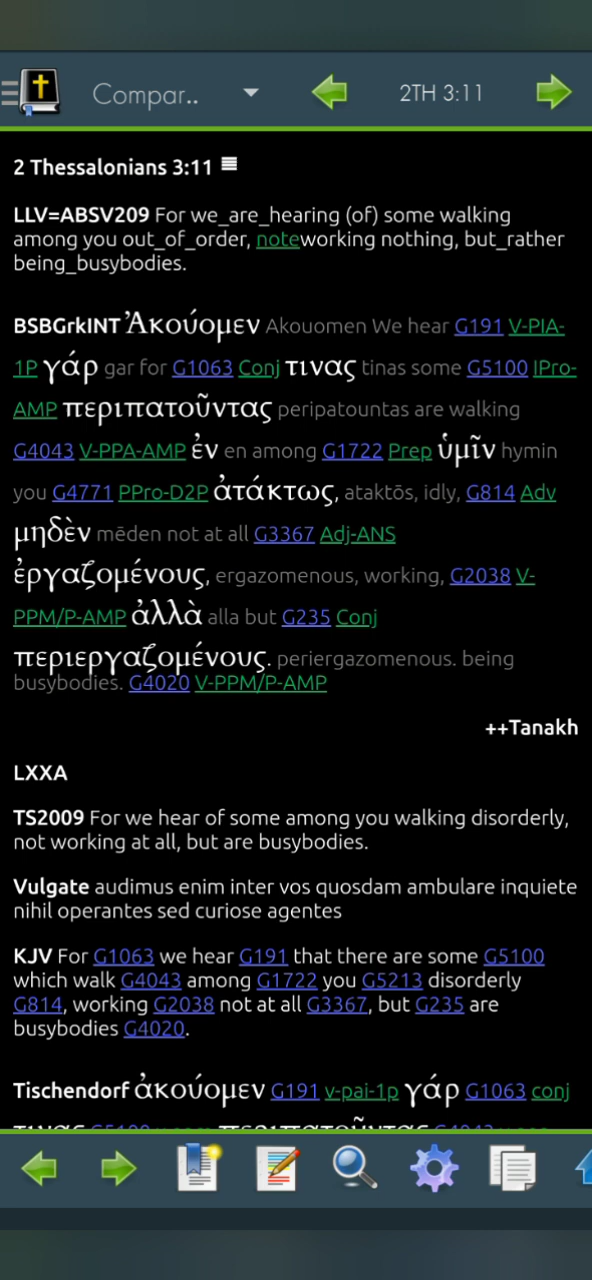 Compar..
2TH 3:11
2 Thessalonians 3:11
LLV=ABSV209 For we_are_hearing (of) some walking
among you out_of_order, noteworking nothing, but_rather
being_busybodies.
BSBGrkINT Ἀκούομεν Akouomen We hear G191 V-PIA-
1P γάρ gar for G1063 Conj τινας tinas some G5100 IPro-
AMP περιπατοῦντας peripatountas are walking
G4043 V-PPA-AMP ἐν en among G1722 Prep ὑμῖν hymin
you G4771 PPro-D2P ἀτάκτως, ataktōs, idly, G814 Adv
μηδὲν mēden not at all G3367 Adj-ANS
ἐργαζομένους, ergazomenous, working, G2038 V-
PPM/P-AMP ἀλλὰ alla but G235 Conj
περιεργαζομένους. periergazomenous. being
busybodies. G4020 V-PPM/P-AMP
++Tanakh
LXXA
TS2009 For we hear of some among you walking disorderly,
not working at all, but are busybodies.
Vulgate audimus enim inter vos quosdam ambulare inquiete
nihil operantes sed curiose agentes
KJV For G1063 we hear G191 that there are some G5100
which walk G4043 among G1722 you G5213 disorderly
G814, working G2038 not at all G3367, but G235 are
busybodies G4020.
Tischendorf ἀκούομεν G191 v-pai-1p γάρ G1063 conj